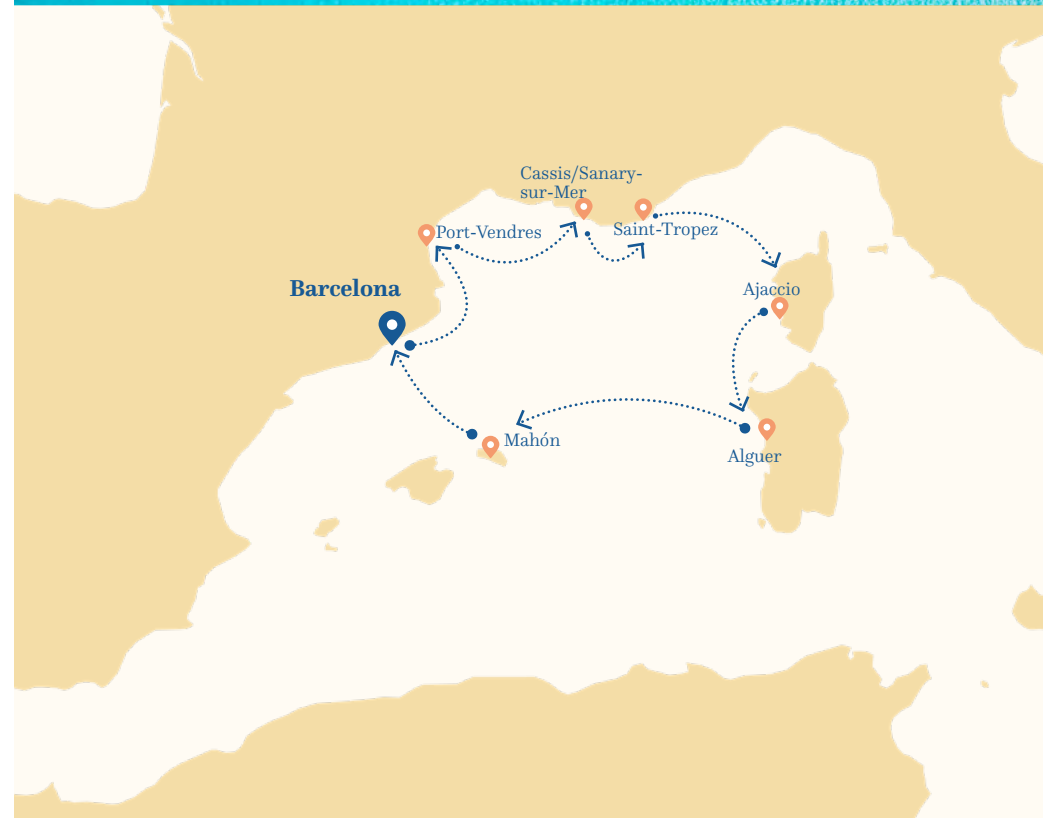 Cassis/Sanary-
sur-Mer
Port-Vendres
Saint-Tropez
Barcelona
Ajaccio
Mahón
Alguer